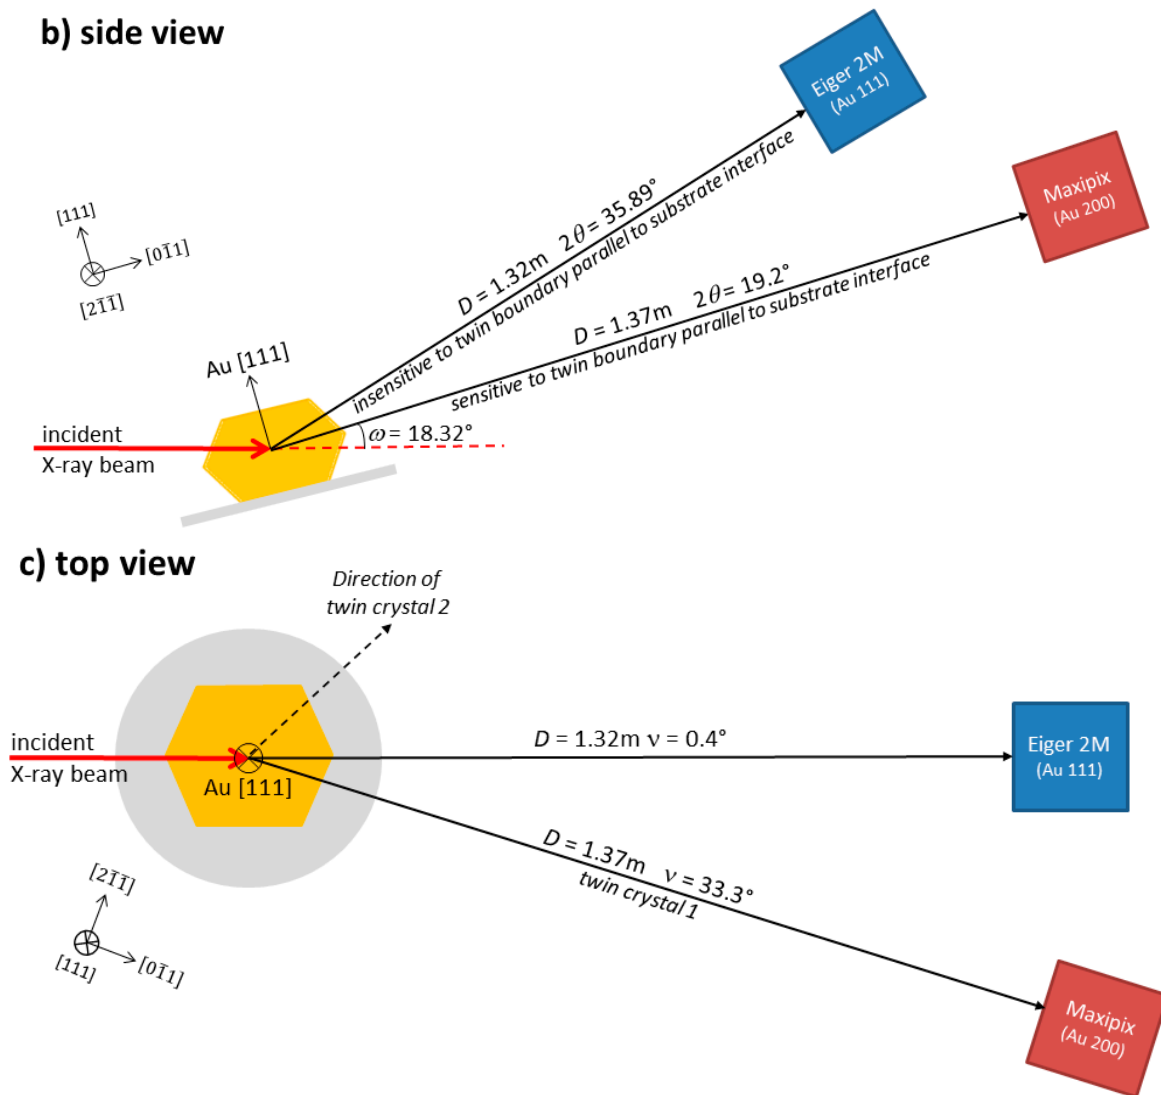 b) side view
Eiger 2M
(Au 111)
Maxipix
(Au 200)
[111]
[01̄1]
[21̄1̄]
D = 1.32m 2θ = 35.89°
insensitive to twin boundary parallel to substrate interface
D = 1.37m 2θ = 19.2°
sensitive to twin boundary parallel to substrate interface
Au [111]
incident
X-ray beam
ω = 18.32°
c) top view
Direction of
twin crystal 2
incident
X-ray beam
Au [111]
D = 1.32m ν = 0.4°
Eiger 2M
(Au 111)
D = 1.37m ν = 33.3°
twin crystal 1
[21̄1̄]
[111]
[01̄1]
Maxipix
(Au 200)